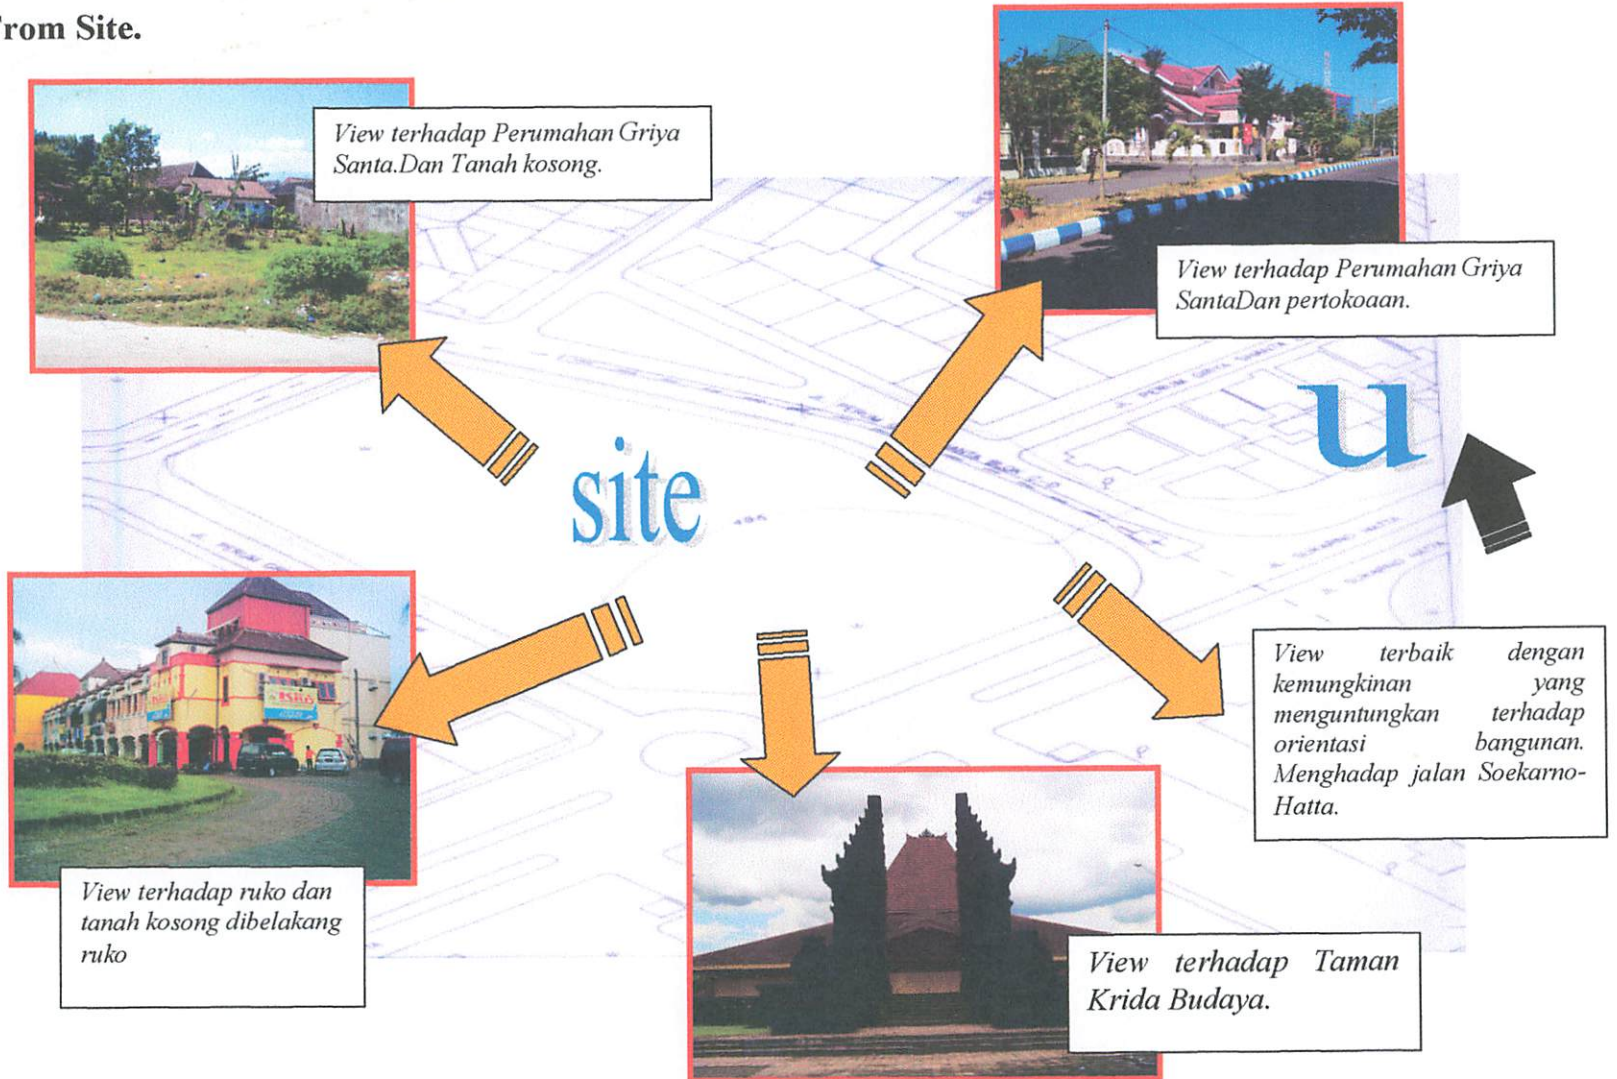 From Site.
View terhadap Perumahan Griya
Santa.Dan Tanah kosong.
View terhadap Perumahan Griya
SantaDan pertokoaan.
u
site
View terbaik dengan
kemungkinan yang
menguntungkan terhadap
orientasi bangunan.
Menghadap jalan Soekarno-
Hatta.
View terhadap ruko dan
tanah kosong dibelakang
ruko
View terhadap Taman
Krida Budaya.